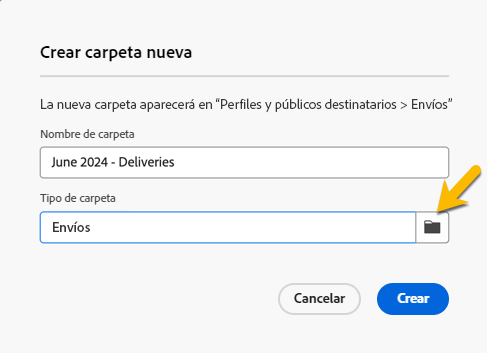 Crear carpeta nueva
La nueva carpeta aparecerá en “Perfiles y públicos destinatarios > Envíos”
Nombre de carpeta
June 2024 - Deliveries
Tipo de carpeta
Envíos
Cancelar
Crear